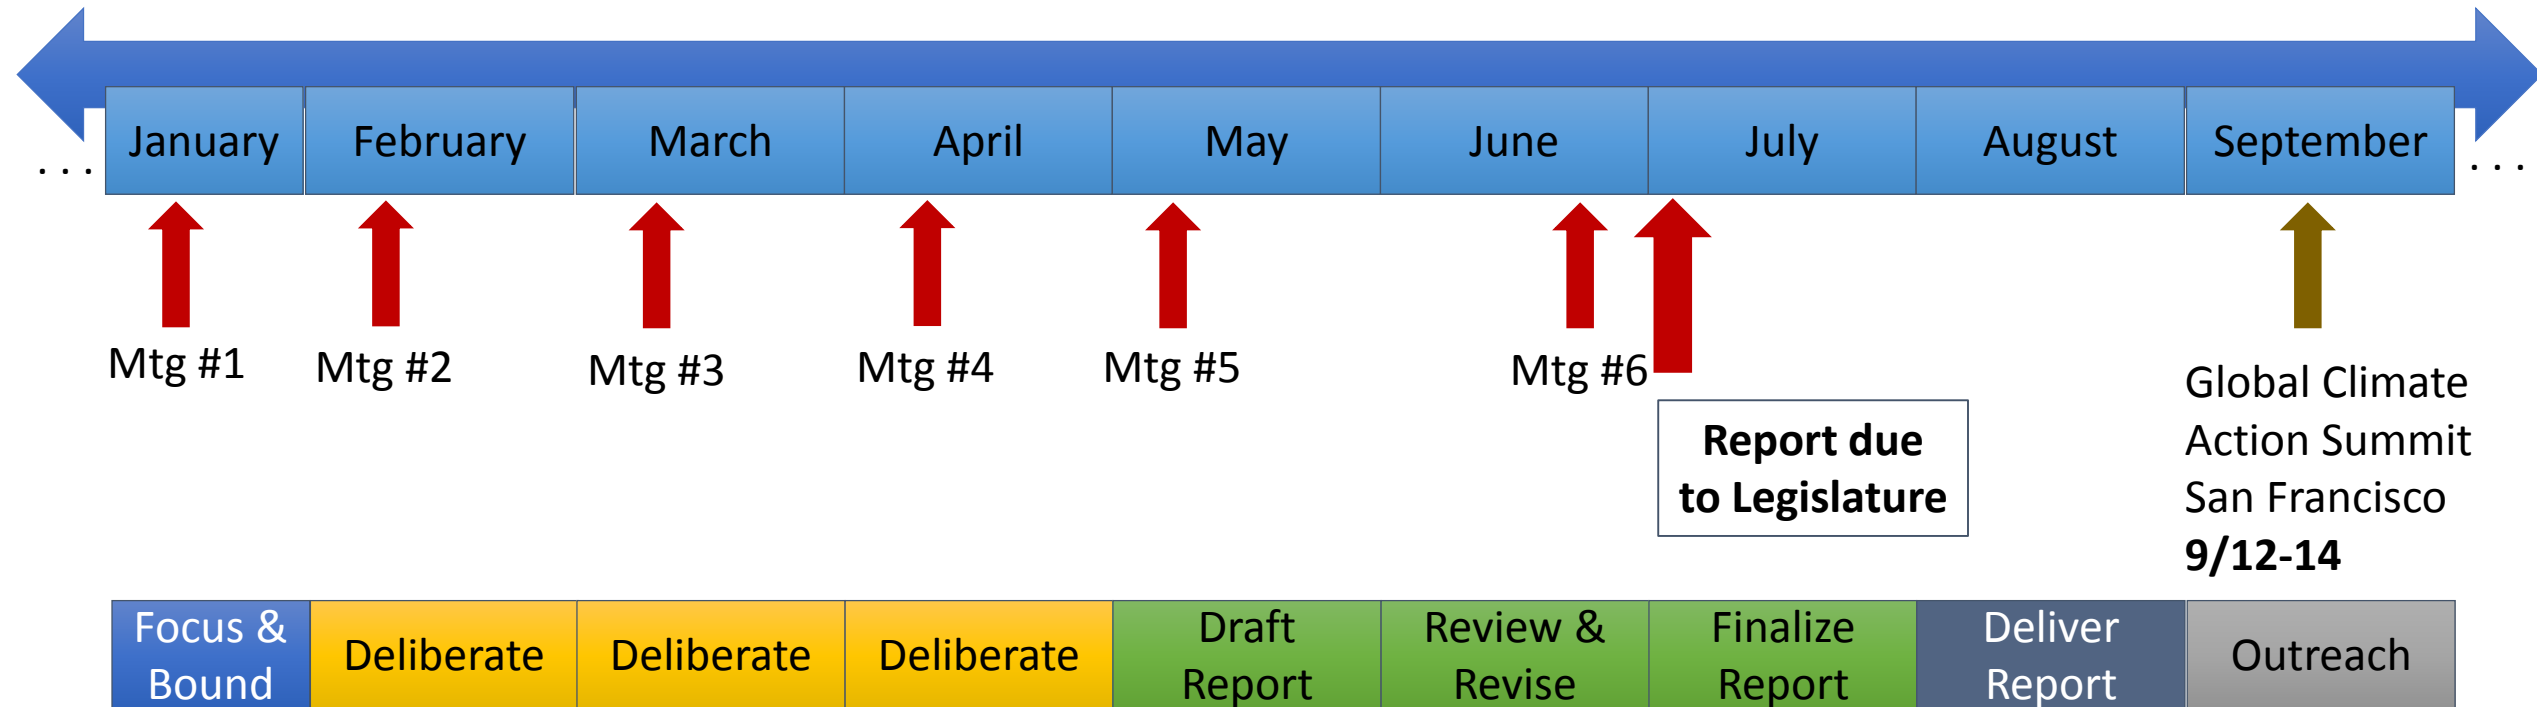 January
February
March
April
May
June
July
August
September
. . .
. . .
Mtg #1
Mtg #2
Mtg #3
Mtg #4
Mtg #5
Mtg #6
Report due
to Legislature
Global Climate
Action Summit
San Francisco
9/12-14
Focus &
Bound
Deliberate
Deliberate
Deliberate
Draft
Report
Review &
Revise
Finalize
Report
Deliver
Report
Outreach